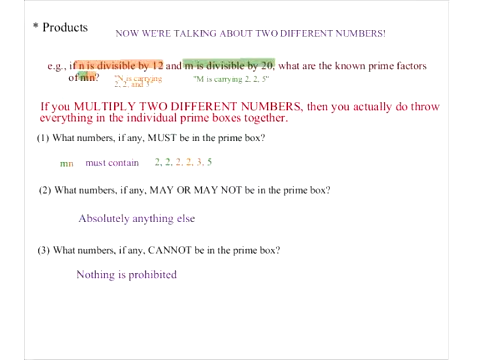 * Products
NOW WE'RE TALKING ABOUT TWO DIFFERENT NUMBERS!
e.g., if n is divisible by 12 and m is divisible by 20, what are the known prime factors
of mn?
"N is carrying
2, 2, and 3"
"M is carrying 2, 2, 5"
If you MULTIPLY TWO DIFFERENT NUMBERS, then you actually do throw
everything in the individual prime boxes together.
(1) What numbers, if any, MUST be in the prime box?
mn must contain 2, 2, 2, 2, 3, 5
(2) What numbers, if any, MAY OR MAY NOT be in the prime box?
Absolutely anything else
(3) What numbers, if any, CANNOT be in the prime box?
Nothing is prohibited